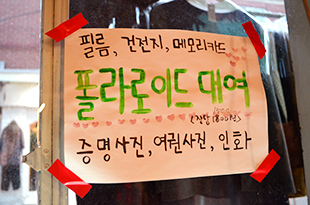 필름, 건전지, 메모리카드
폴라로이드 대여
증명사진, 여권사진, 인화